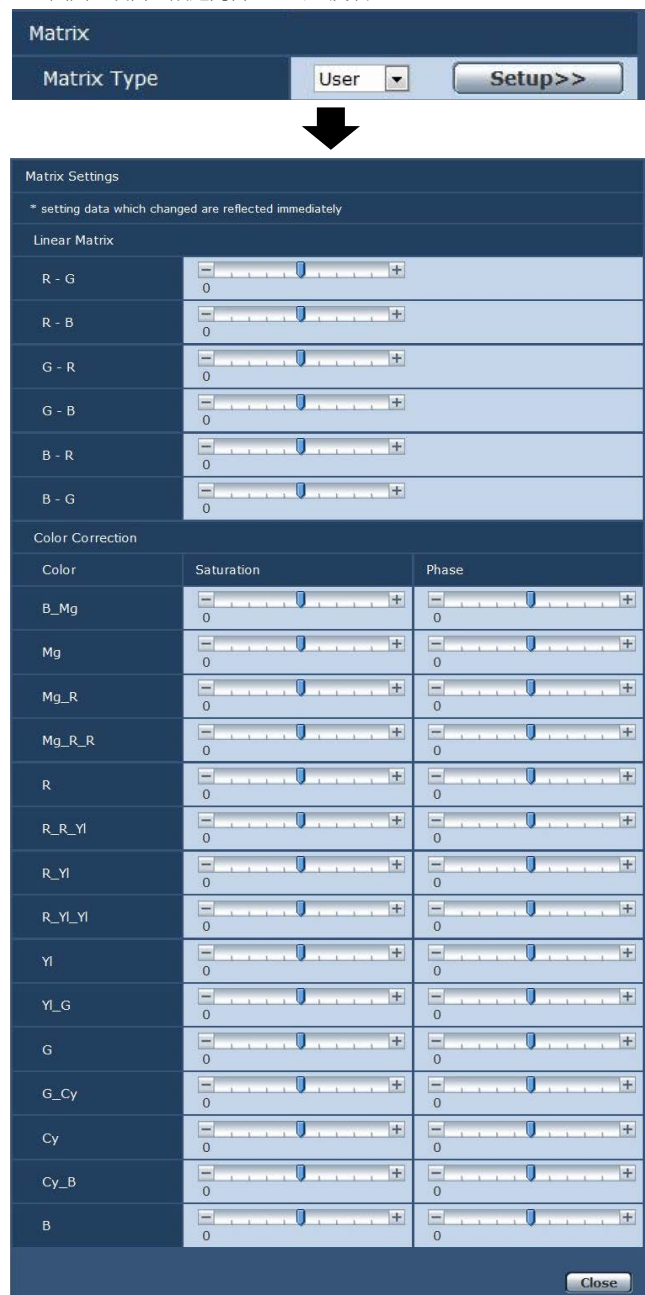 Matrix
Matrix Type User Setup>>
Matrix Settings
* setting data which changed are reflected immediately
Linear Matrix
R - G 0
R - B 0
G - R 0
G - B 0
B - R 0
B - G 0
Color Correction
Color Saturation Phase
B_Mg 0 0
Mg 0 0
Mg_R 0 0
Mg_R_R 0 0
R 0 0
R_R_Yl 0 0
R_Yl 0 0
R_Yl_Yl 0 0
Yl 0 0
Yl_G 0 0
G 0 0
G_Cy 0 0
Cy 0 0
Cy_B 0 0
B 0 0
Close